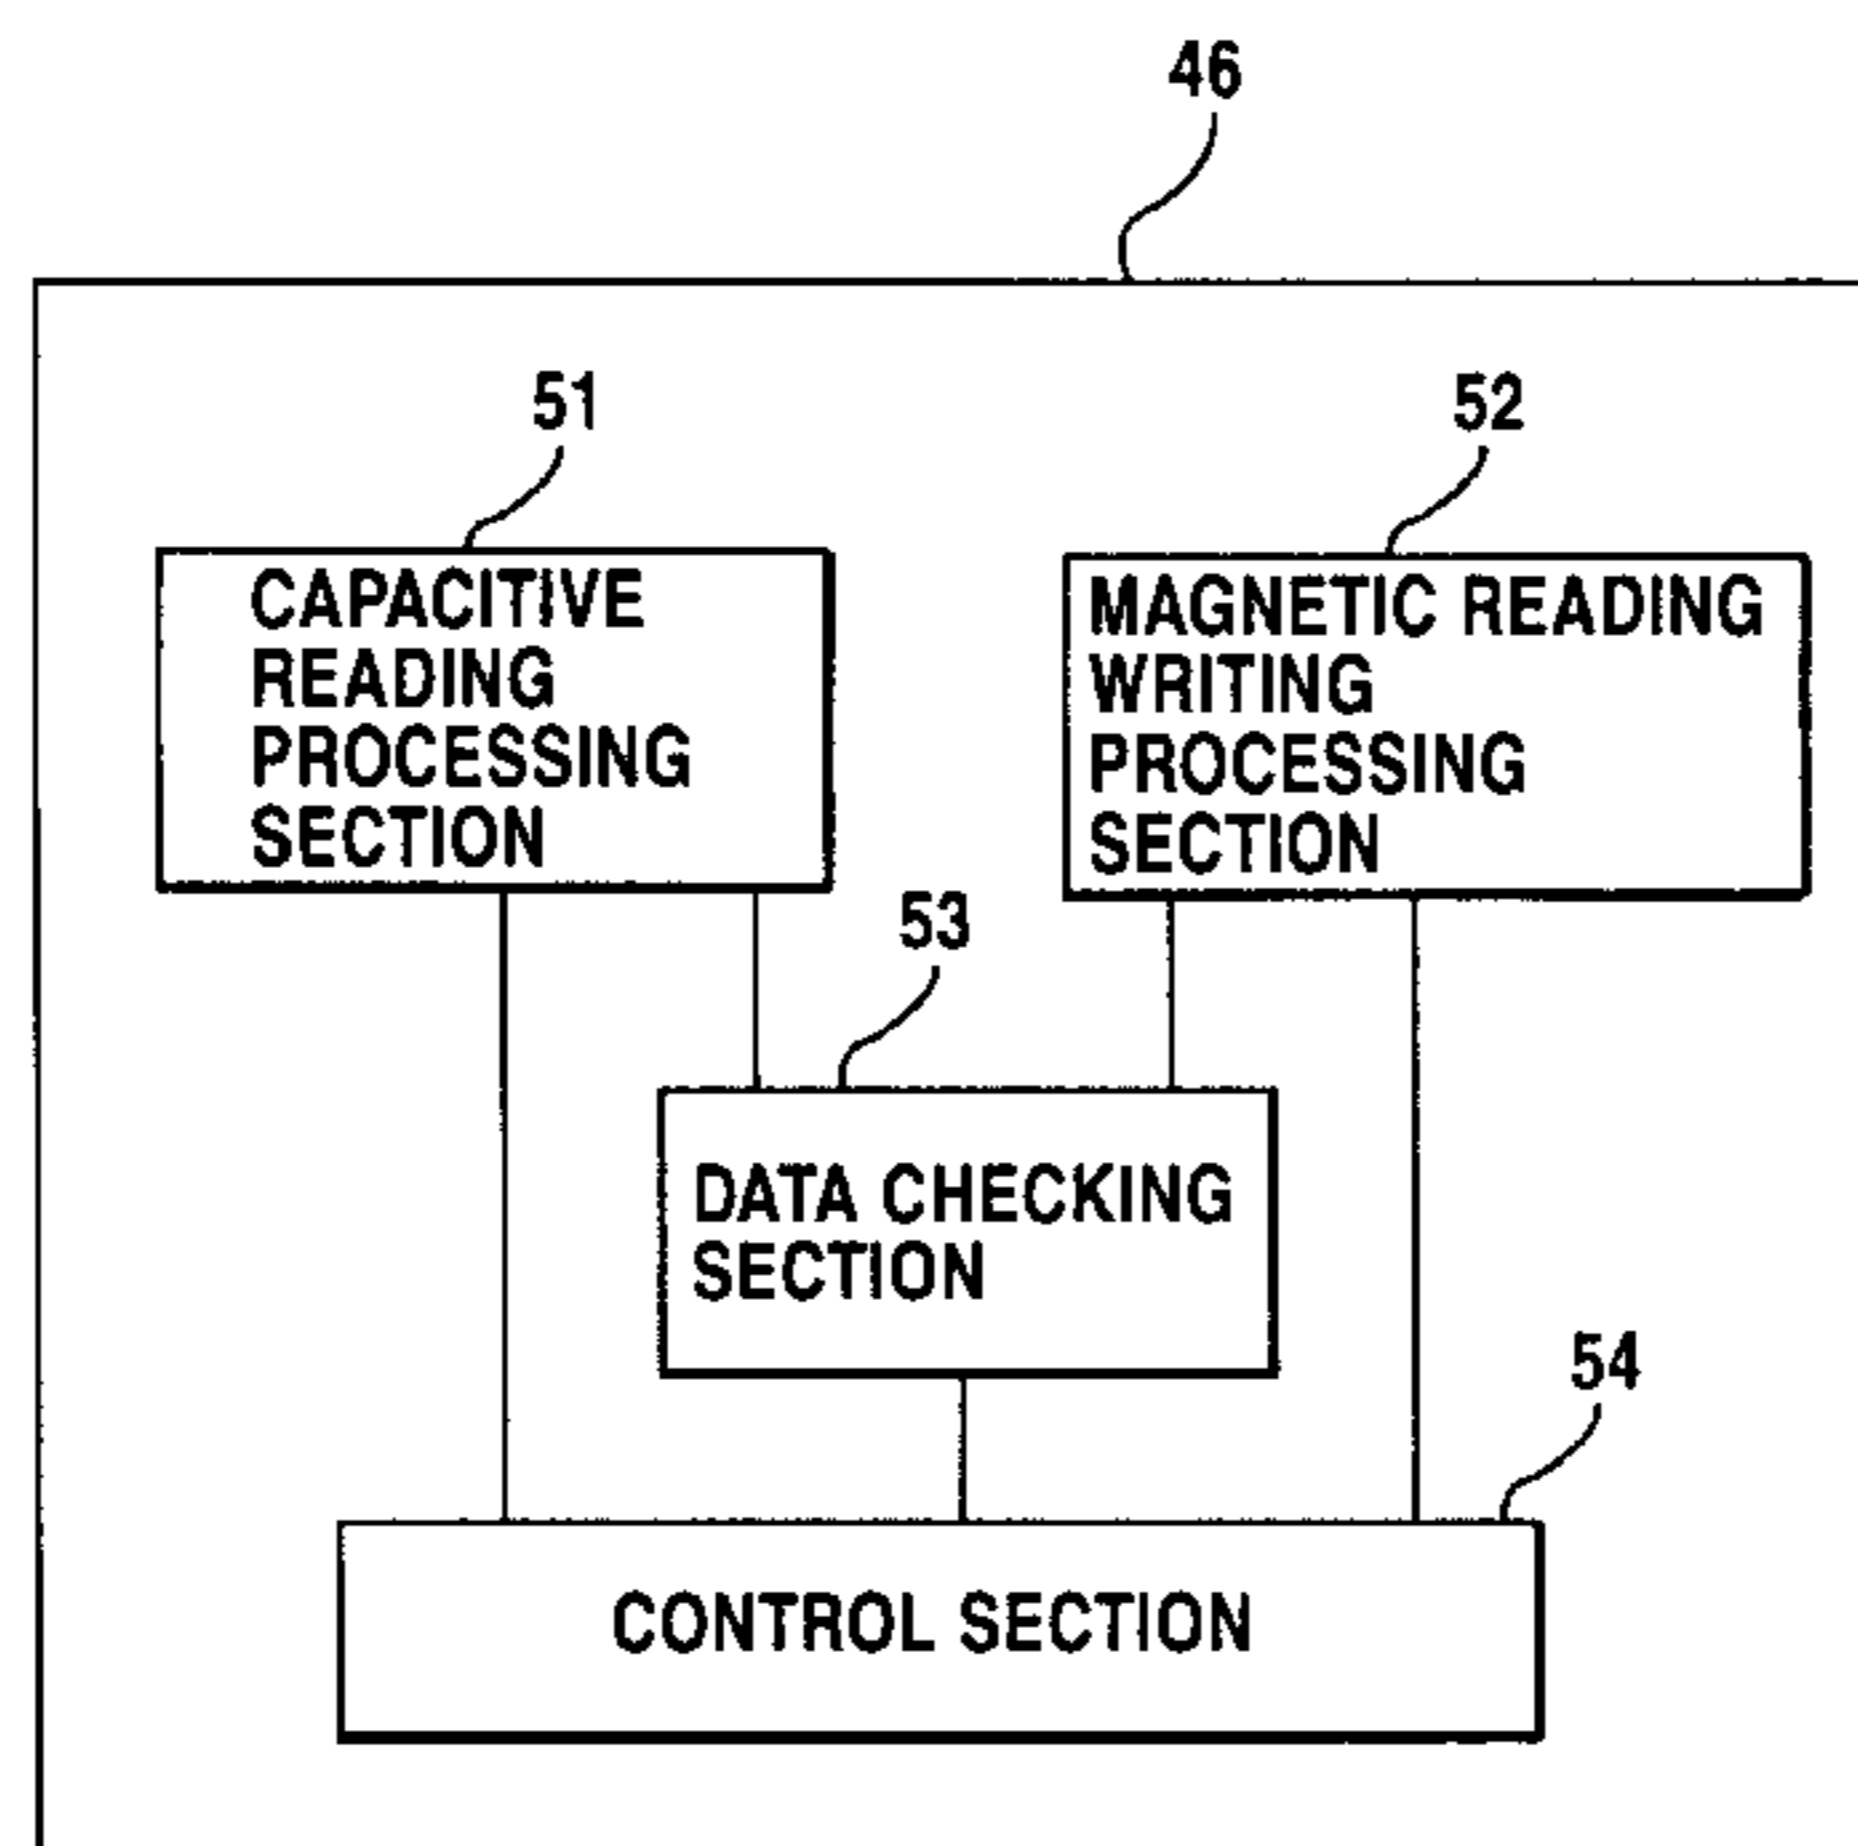 46
51
52
CAPACITIVE
READING
PROCESSING
SECTION
MAGNETIC READING
WRITING
PROCESSING
SECTION
53
DATA CHECKING
SECTION
54
CONTROL SECTION